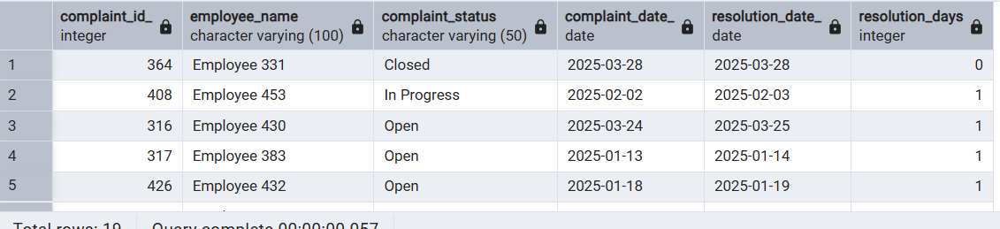 complaint_id_ employee_name complaint_status complaint_date_ resolution_date_ resolution_days
integer character varying (100) character varying (50) date date integer
1 364 Employee 331 Closed 2025-03-28 2025-03-28 0
2 408 Employee 453 In Progress 2025-02-02 2025-02-03 1
3 316 Employee 430 Open 2025-03-24 2025-03-25 1
4 317 Employee 383 Open 2025-01-13 2025-01-14 1
5 426 Employee 432 Open 2025-01-18 2025-01-19 1
Total rows: 19 Query complete 00:00:00.057